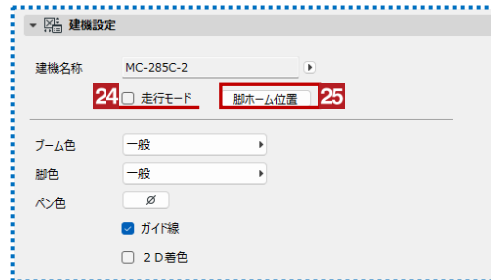 建機設定
建機名称 MC-285C-2
24 走行モード 脚ホーム位置 25
ブーム色 一般
脚色 一般
ペン色
ガイド線
2D着色